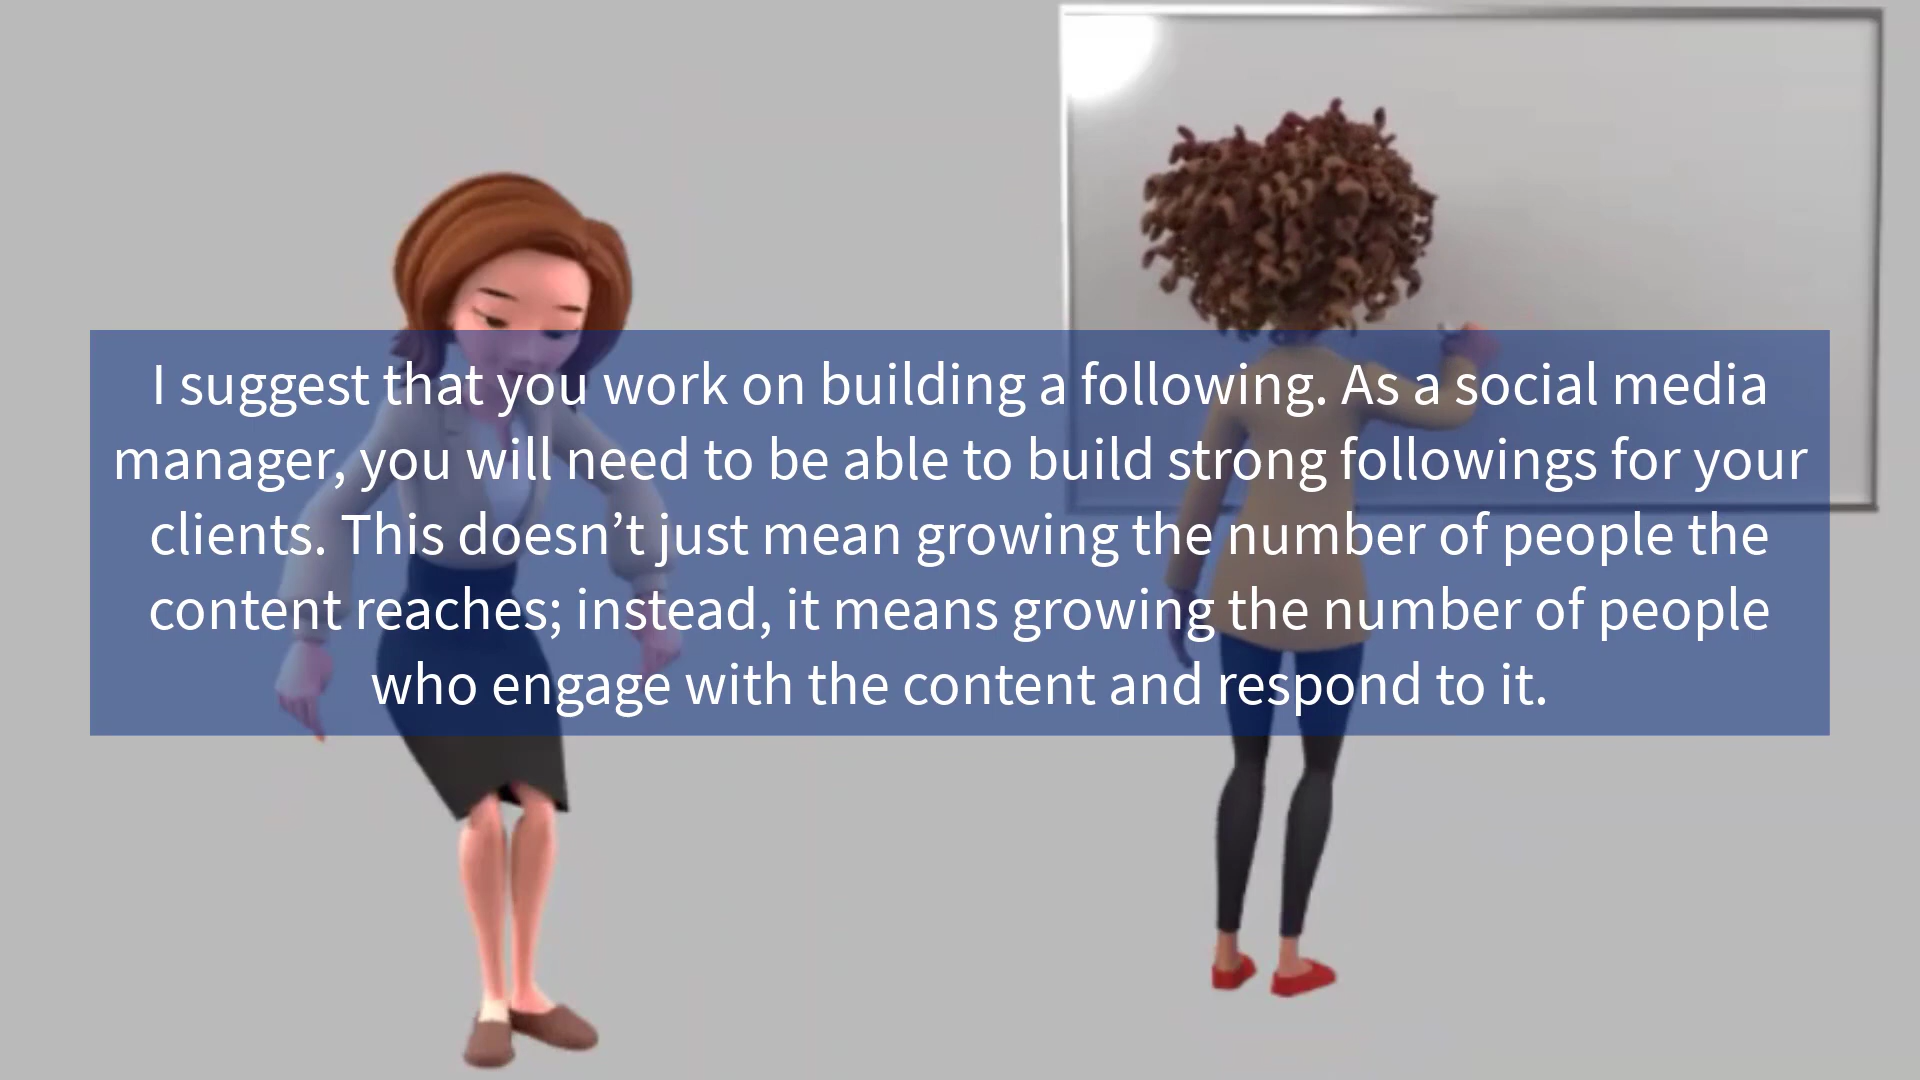 I suggest that you work on building a following. As a social media
manager, you will need to be able to build strong followings for your
clients. This doesn’t just mean growing the number of people the
content reaches; instead, it means growing the number of people
who engage with the content and respond to it.